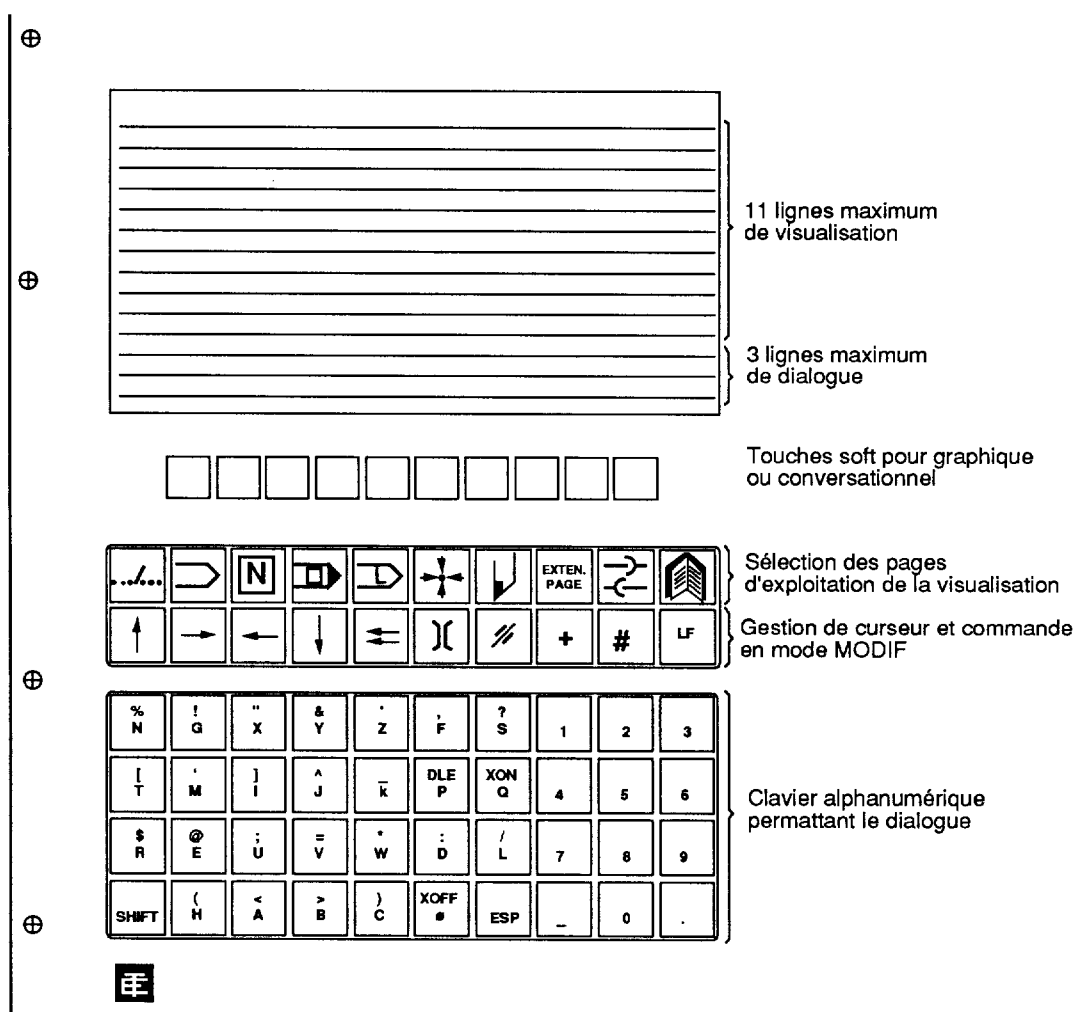 11 lignes maximum
de visualisation
3 lignes maximum
de dialogue
Touches soft pour graphique
ou conversationnel
N L EXTEN. PAGE
Sélection des pages
d'exploitation de la visualisation
+ # LF
Gestion de curseur et commande
en mode MODIF
% ! " & , ?
N G X Y Z F S 1 2 3
[ ' ] ^ _ DLE XON
T M I J k P Q 4 5 6
Clavier alphanumérique
permattant le dialogue
$ @ ; = * : /
R E U V W D L 7 8 9
( < > ) XOFF
SHIFT H A B C ESP _ 0 .